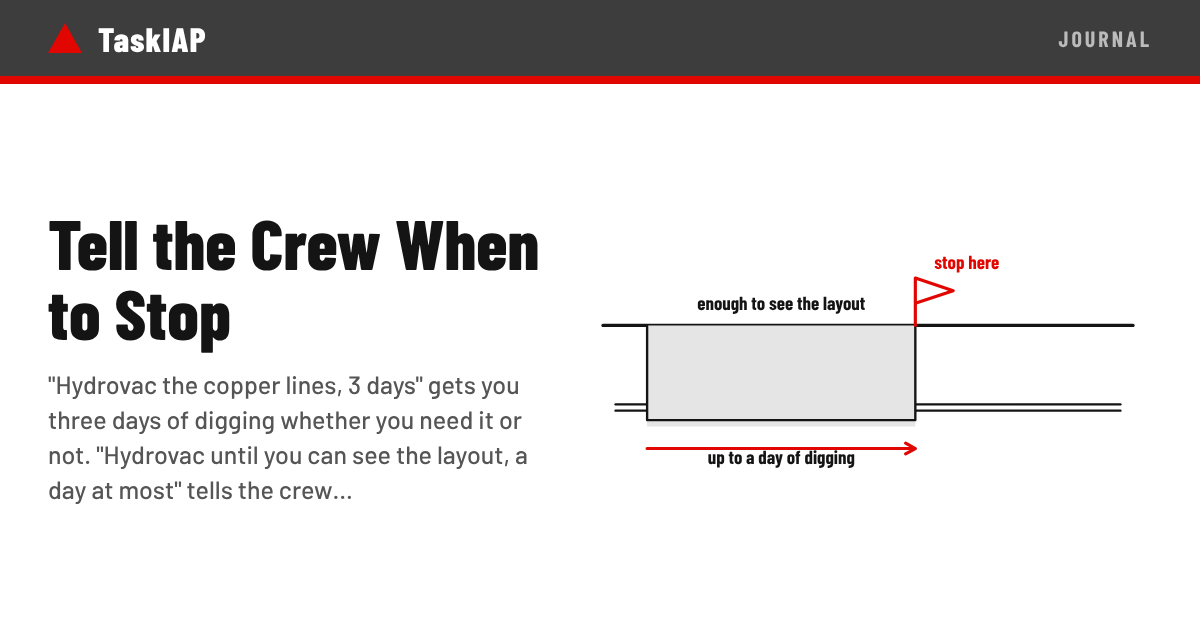 TaskIAP
JOURNAL
Tell the Crew When
to Stop
"Hydrovac the copper lines, 3 days" gets you
three days of digging whether you need it or
not. "Hydrovac until you can see the layout, a
day at most" tells the crew...
stop here
enough to see the layout
up to a day of digging